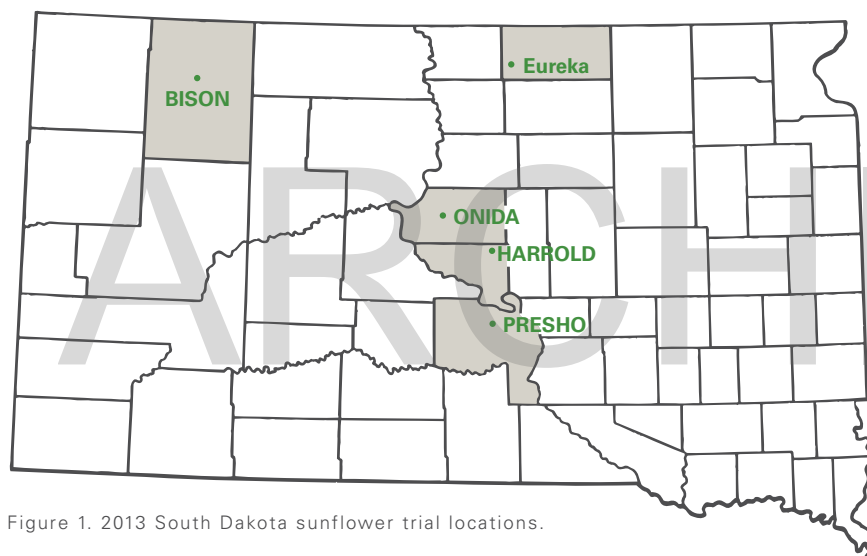 BISON
Eureka
ONIDA
HARROLD
PRESHO
ARCH
Figure 1. 2013 South Dakota sunflower trial locations.